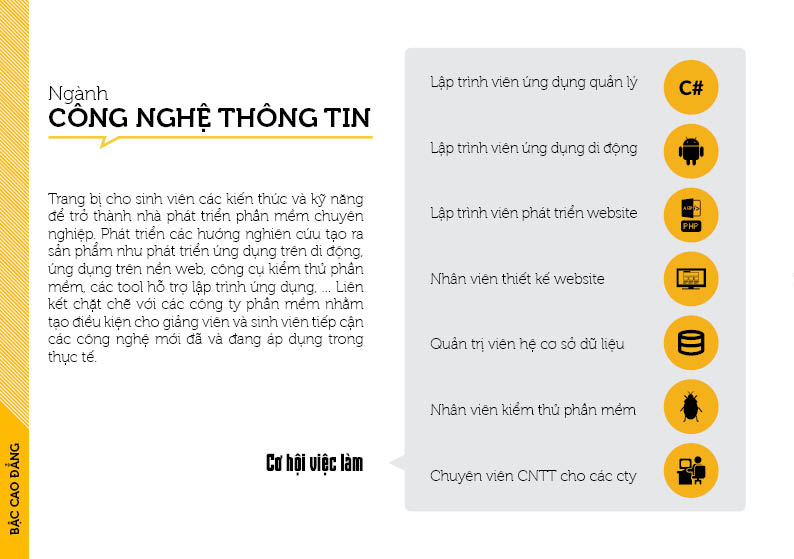 Ngành
CÔNG NGHỆ THÔNG TIN
Trang bị cho sinh viên các kiến thức và kỹ năng
để trở thành nhà phát triển phần mềm chuyên
nghiệp. Phát triển các hướng nghiên cứu tạo ra
sản phẩm như phát triển ứng dụng trên di động,
ứng dụng trên nền web, công cụ kiểm thử phần
mềm, các tool hỗ trợ lập trình ứng dụng, ... Liên
kết chặt chẽ với các công ty phần mềm nhằm
tạo điều kiện cho giảng viên và sinh viên tiếp cận
các công nghệ mới đã và đang áp dụng trong
thực tế.
Cơ hội việc làm
Lập trình viên ứng dụng quản lý
C#
Lập trình viên ứng dụng di động
Lập trình viên phát triển website
PHP
Nhân viên thiết kế website
Quản trị viên hệ cơ sở dữ liệu
Nhân viên kiểm thử phần mềm
Chuyên viên CNTT cho các cty
BẬC CAO ĐẲNG